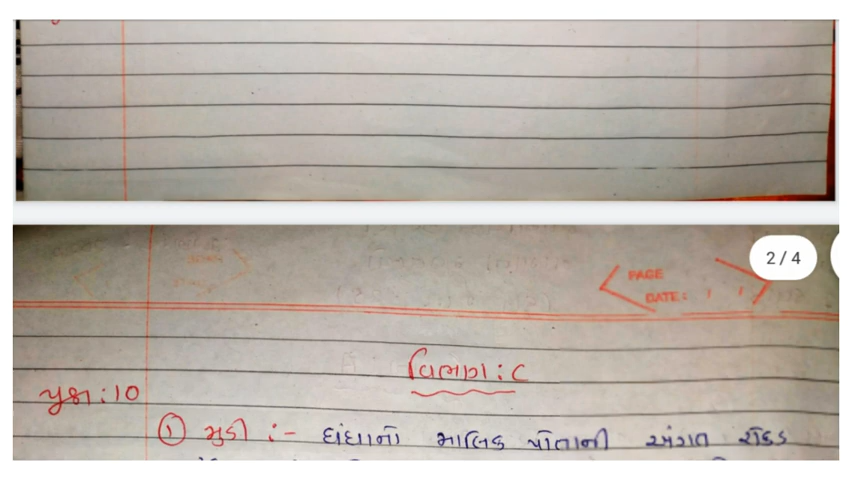 2 / 4
PAGE
DATE: / /
વિભાગ : C
પ્રશ્ન : 10
① મુડી :- ધંધાનો માલિક પોતાની અંગત રોકડ